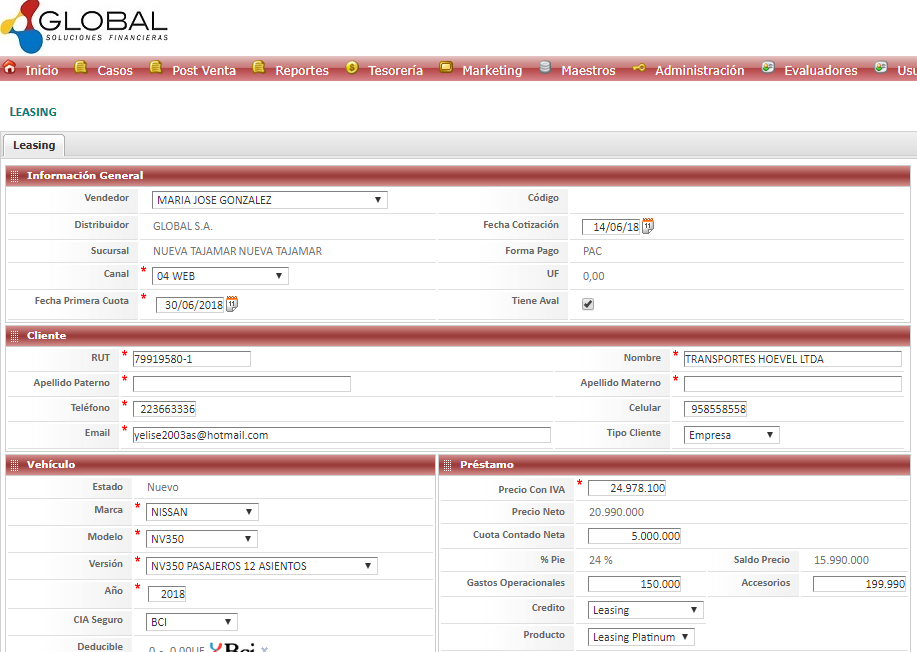 GLOBAL
SOLUCIONES FINANCIERAS
Inicio Casos Post Venta Reportes Tesorería Marketing Maestros Administración Evaluadores Usu
LEASING
Leasing
Información General
Vendedor MARIA JOSE GONZALEZ Código
Distribuidor GLOBAL S.A. Fecha Cotización 14/06/18
Sucursal NUEVA TAJAMAR NUEVA TAJAMAR Forma Pago PAC
Canal * 04 WEB UF 0,00
Fecha Primera Cuota * 30/06/2018 Tiene Aval
Cliente
RUT * 79919580-1 Nombre * TRANSPORTES HOEVEL LTDA
Apellido Paterno * Apellido Materno *
Teléfono * 223663336 Celular 958558558
Email * yelise2003as@hotmail.com Tipo Cliente Empresa
Vehículo
Estado Nuevo
Marca * NISSAN
Modelo * NV350
Versión * NV350 PASAJEROS 12 ASIENTOS
Año * 2018
CIA Seguro BCI
Deducible 0 - 0,00UF Bci
Préstamo
Precio Con IVA * 24.978.100
Precio Neto 20.990.000
Cuota Contado Neta 5.000.000
% Pie 24 % Saldo Precio 15.990.000
Gastos Operacionales 150.000 Accesorios 199.990
Credito Leasing
Producto Leasing Platinum